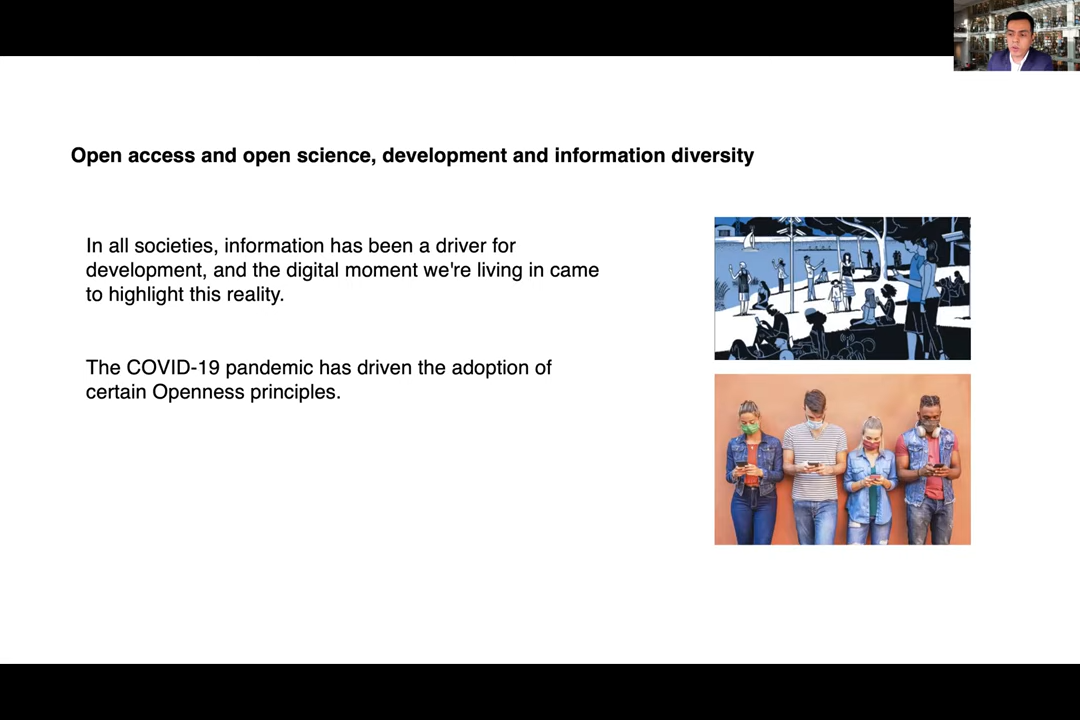 Open access and open science, development and information diversity
In all societies, information has been a driver for
development, and the digital moment we're living in came
to highlight this reality.
The COVID-19 pandemic has driven the adoption of
certain Openness principles.